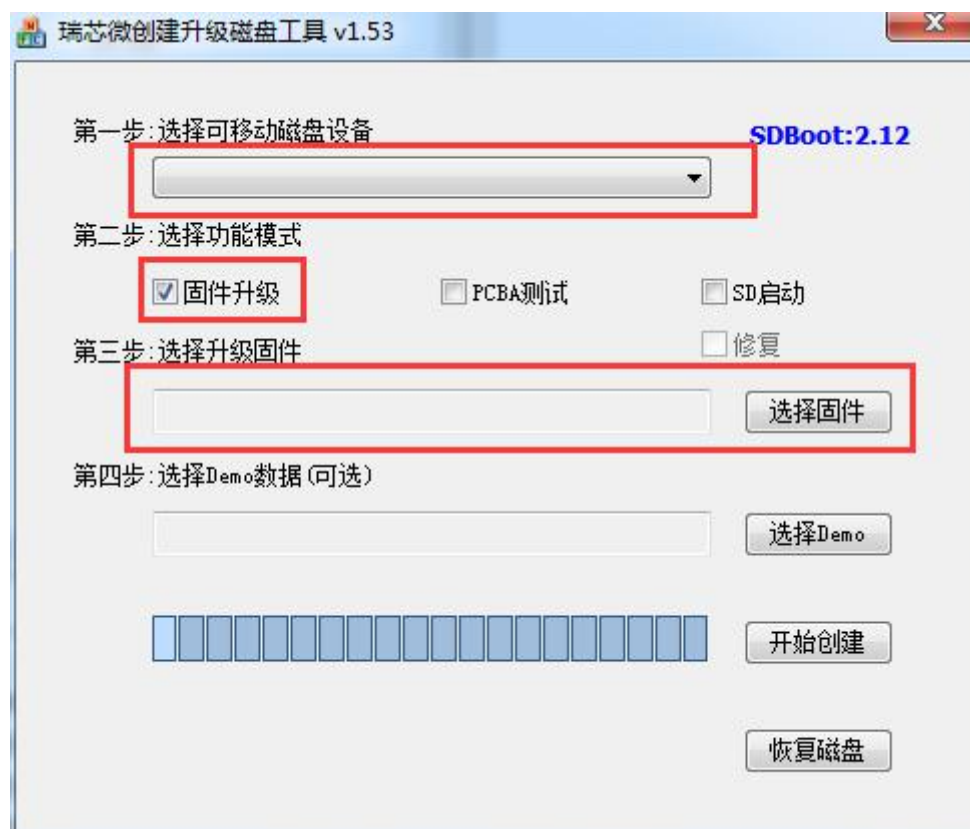 瑞芯微创建升级磁盘工具 v1.53
第一步:选择可移动磁盘设备
SDBoot:2.12
第二步:选择功能模式
固件升级 PCBA测试 SD启动
第三步:选择升级固件 修复
选择固件
第四步:选择Demo数据(可选)
选择Demo
开始创建
恢复磁盘